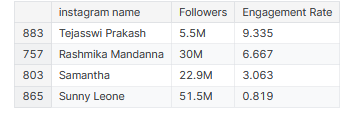 instagram name Followers Engagement Rate
883 Tejasswi Prakash 5.5M 9.335
757 Rashmika Mandanna 30M 6.667
803 Samantha 22.9M 3.063
865 Sunny Leone 51.5M 0.819